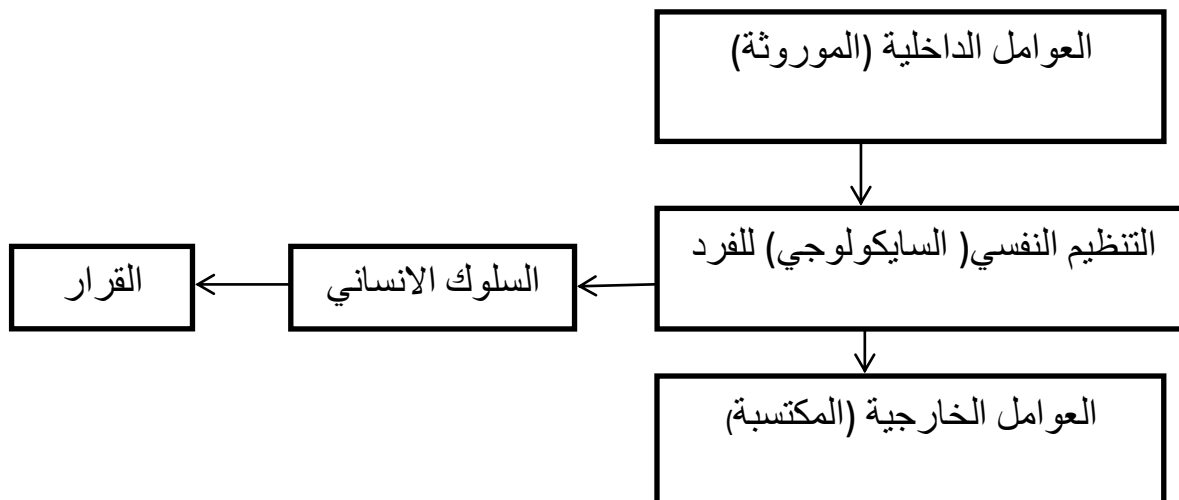 العوامل الداخلية (الموروثة)
التنظيم النفسي( السايكولوجي) للفرد
السلوك الانساني
القرار
العوامل الخارجية (المكتسبة)